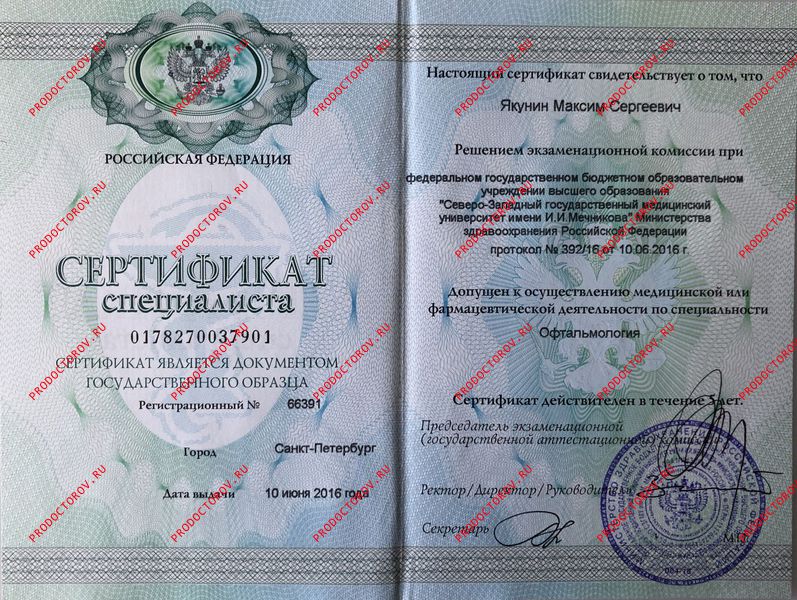 РОССИЙСКАЯ ФЕДЕРАЦИЯ
СЕРТИФИКАТ
специалиста
0178270037901
СЕРТИФИКАТ ЯВЛЯЕТСЯ ДОКУМЕНТОМ
ГОСУДАРСТВЕННОГО ОБРАЗЦА
Регистрационный № 66391
Город Санкт-Петербург
Дата выдачи 10 июня 2016 года
Настоящий сертификат свидетельствует о том, что
Якунин Максим Сергеевич
Решением экзаменационной комиссии при
федеральном государственном бюджетном образовательном
учреждении высшего образования
"Северо-Западный государственный медицинский
университет имени И.И.Мечникова" Министерства
здравоохранения Российской Федерации
протокол № 392/16 от 10.06.2016 г.
Допущен к осуществлению медицинской или
фармацевтической деятельности по специальности
Офтальмология
Сертификат действителен в течение 5 лет.
Председатель экзаменационной
(государственной аттестационной) комиссии
Ректор/Директор/Руководитель
Секретарь
М.П.
PRODOCTOROV.RU